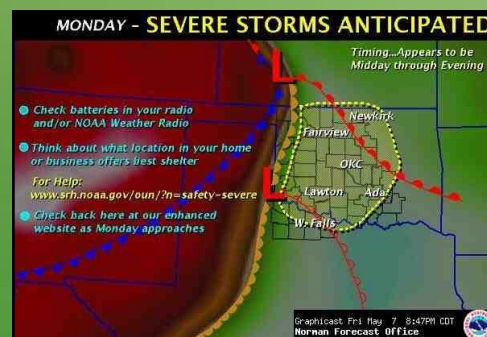 MONDAY - SEVERE STORMS ANTICIPATED
Timing...Appears to be
Midday through Evening
L
Check batteries in your radio
and/or NOAA Weather Radio
Newkirk
Fairview
Think about what location in your home
or business offers best shelter
OKC
For Help:
www.srh.noaa.gov/oun/?n=safety-severe
L
Lawton
Ada
Check back here at our enhanced
website as Monday approaches
W. Falls
Graphicast Fri May 7 8:47PM CDT
Norman Forecast Office